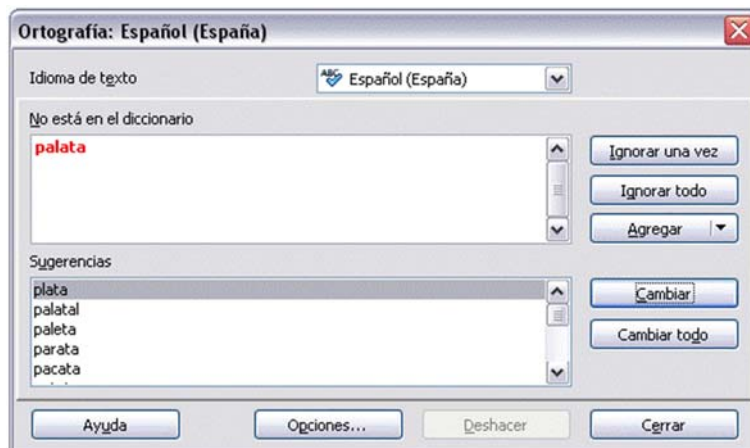 Ortografía: Español (España)
Idioma de texto
Español (España)
No está en el diccionario
palata
Ignorar una vez
Ignorar todo
Agregar
Sugerencias
plata
palatal
paleta
parata
pacata
Cambiar
Cambiar todo
Ayuda
Opciones...
Deshacer
Cerrar